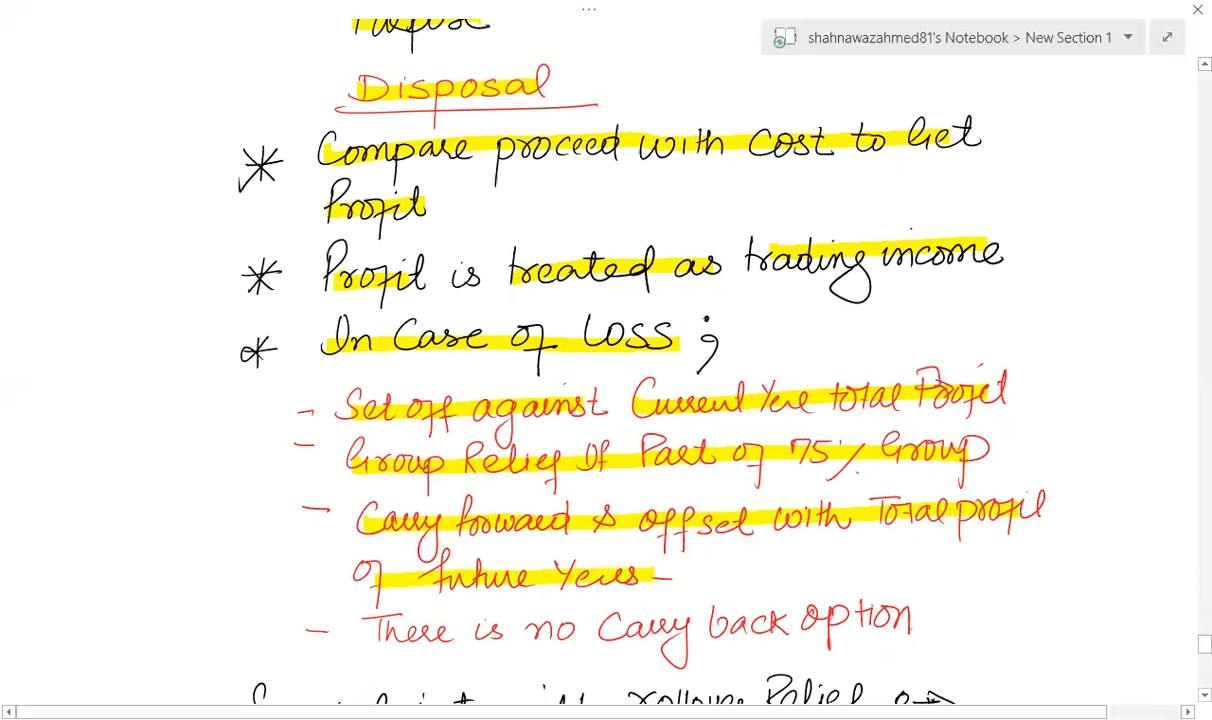 shahnawazahmed81's Notebook > New Section 1
Disposal
* Compare proceed with cost to Get
Profit
* Profit is treated as trading income
* In Case of Loss ;
- Set off against Current Year total Profit
- Group Relief If Part of 75% Group
- Carry forward & offset with Total profit
of future Years -
- There is no Carry back option
rollover Relief